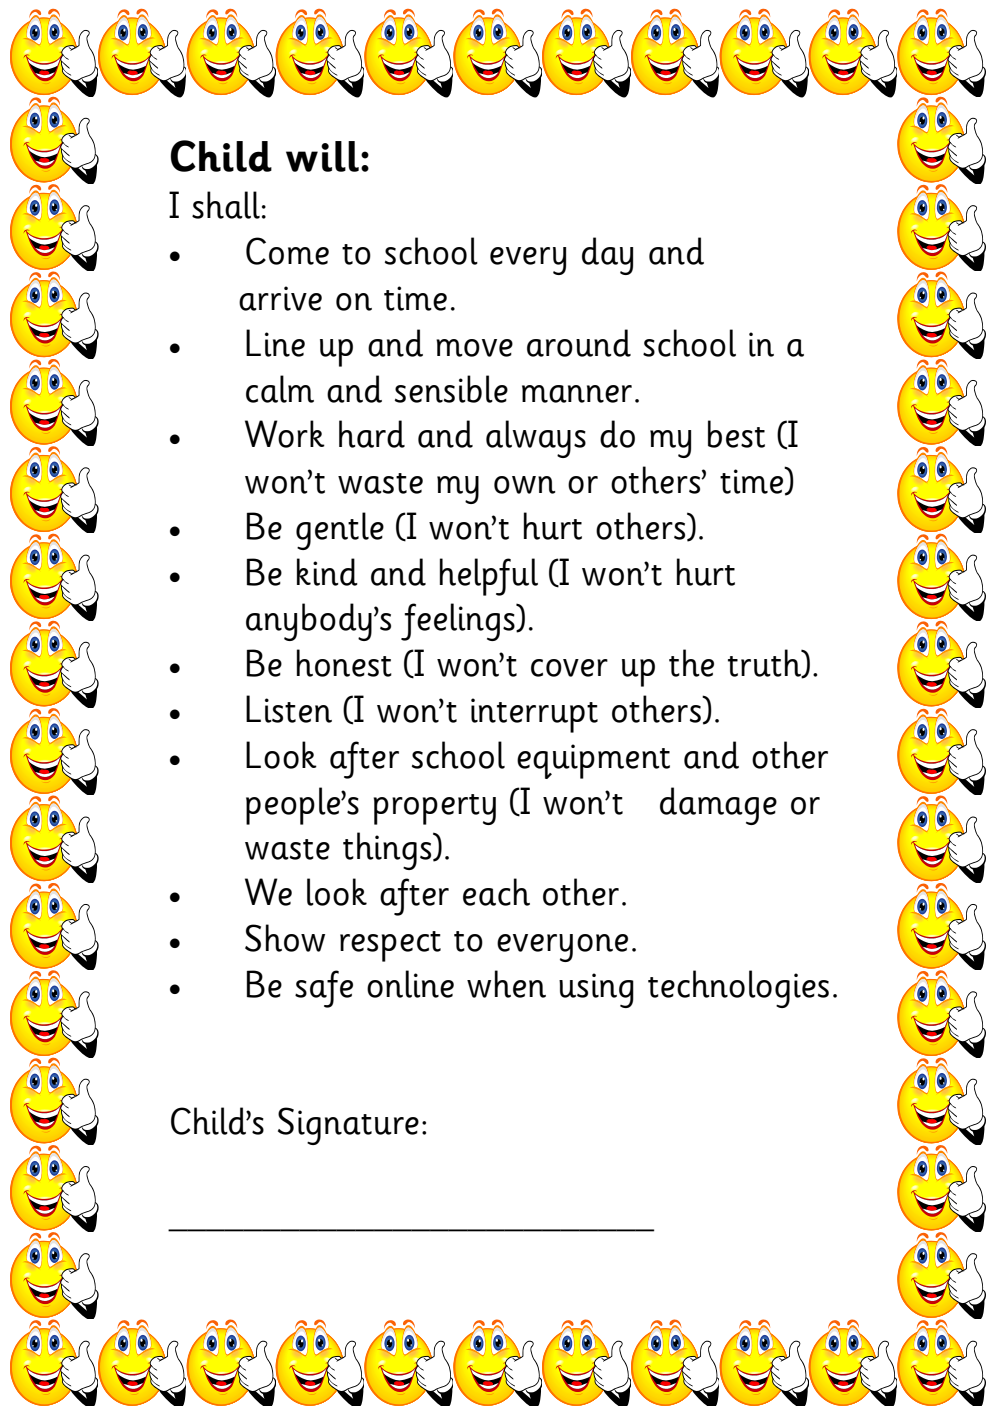 Child will:
I shall:
• Come to school every day and
arrive on time.
• Line up and move around school in a
calm and sensible manner.
• Work hard and always do my best (I
won’t waste my own or others’ time)
• Be gentle (I won’t hurt others).
• Be kind and helpful (I won’t hurt
anybody’s feelings).
• Be honest (I won’t cover up the truth).
• Listen (I won’t interrupt others).
• Look after school equipment and other
people’s property (I won’t damage or
waste things).
• We look after each other.
• Show respect to everyone.
• Be safe online when using technologies.
Child’s Signature:
______________________________